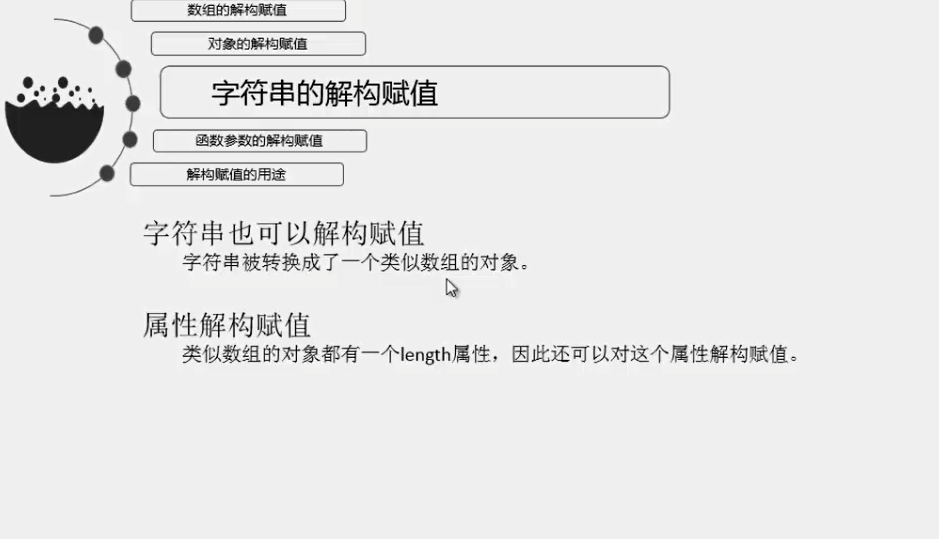 数组的解构赋值
对象的解构赋值
字符串的解构赋值
函数参数的解构赋值
解构赋值的用途
字符串也可以解构赋值
字符串被转换成了一个类似数组的对象。
属性解构赋值
类似数组的对象都有一个length属性，因此还可以对这个属性解构赋值。